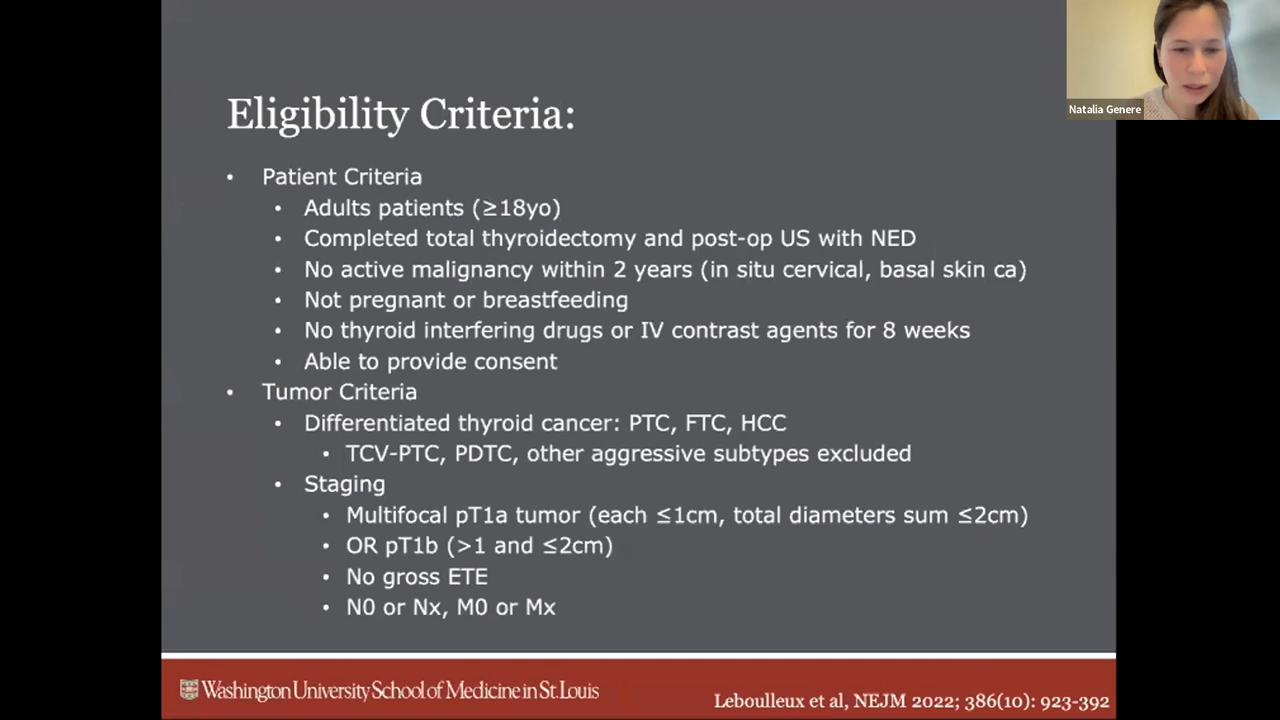 Natalia Genere
Eligibility Criteria:
• Patient Criteria
• Adults patients (≥18yo)
• Completed total thyroidectomy and post-op US with NED
• No active malignancy within 2 years (in situ cervical, basal skin ca)
• Not pregnant or breastfeeding
• No thyroid interfering drugs or IV contrast agents for 8 weeks
• Able to provide consent
• Tumor Criteria
• Differentiated thyroid cancer: PTC, FTC, HCC
• TCV-PTC, PDTC, other aggressive subtypes excluded
• Staging
• Multifocal pT1a tumor (each ≤1cm, total diameters sum ≤2cm)
• OR pT1b (>1 and ≤2cm)
• No gross ETE
• N0 or Nx, M0 or Mx
Washington University School of Medicine in St. Louis
Leboulleux et al, NEJM 2022; 386(10): 923-392